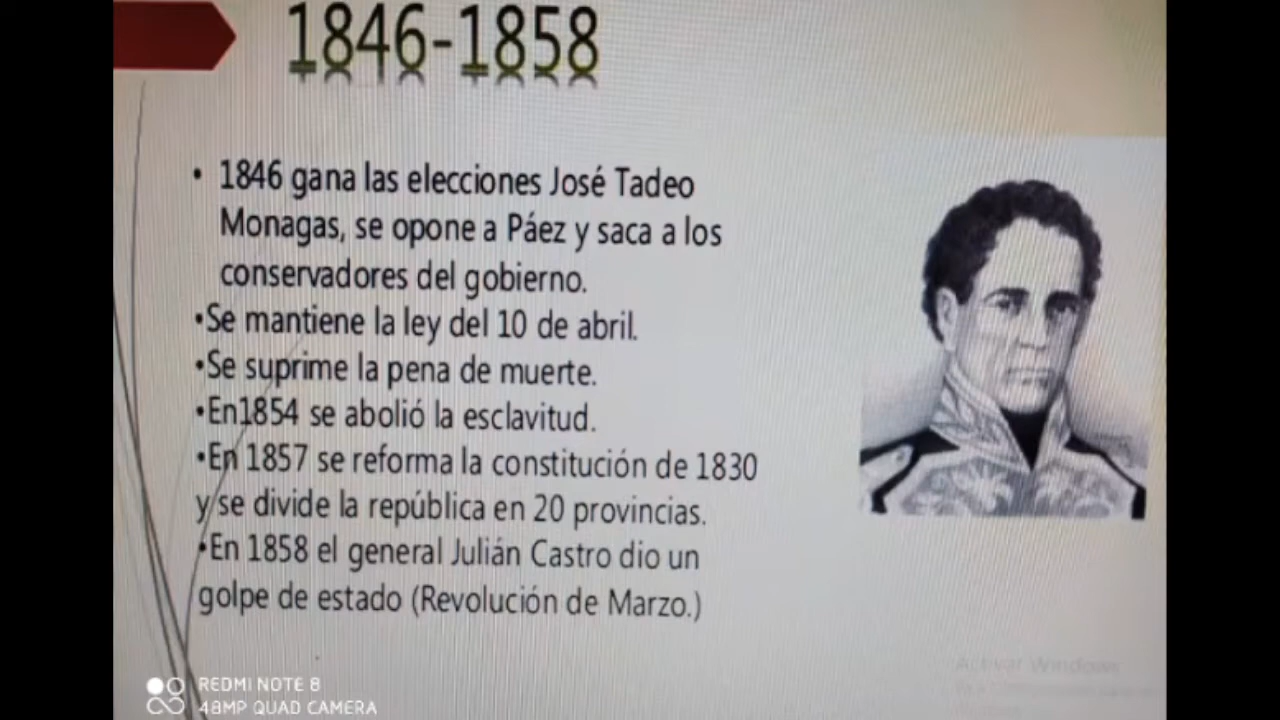 1846-1858
• 1846 gana las elecciones José Tadeo
Monagas, se opone a Páez y saca a los
conservadores del gobierno.
•Se mantiene la ley del 10 de abril.
•Se suprime la pena de muerte.
•En1854 se abolió la esclavitud.
•En 1857 se reforma la constitución de 1830
y se divide la república en 20 provincias.
•En 1858 el general Julián Castro dio un
golpe de estado (Revolución de Marzo.)
Activar Windows
REDMI NOTE 8
48MP QUAD CAMERA